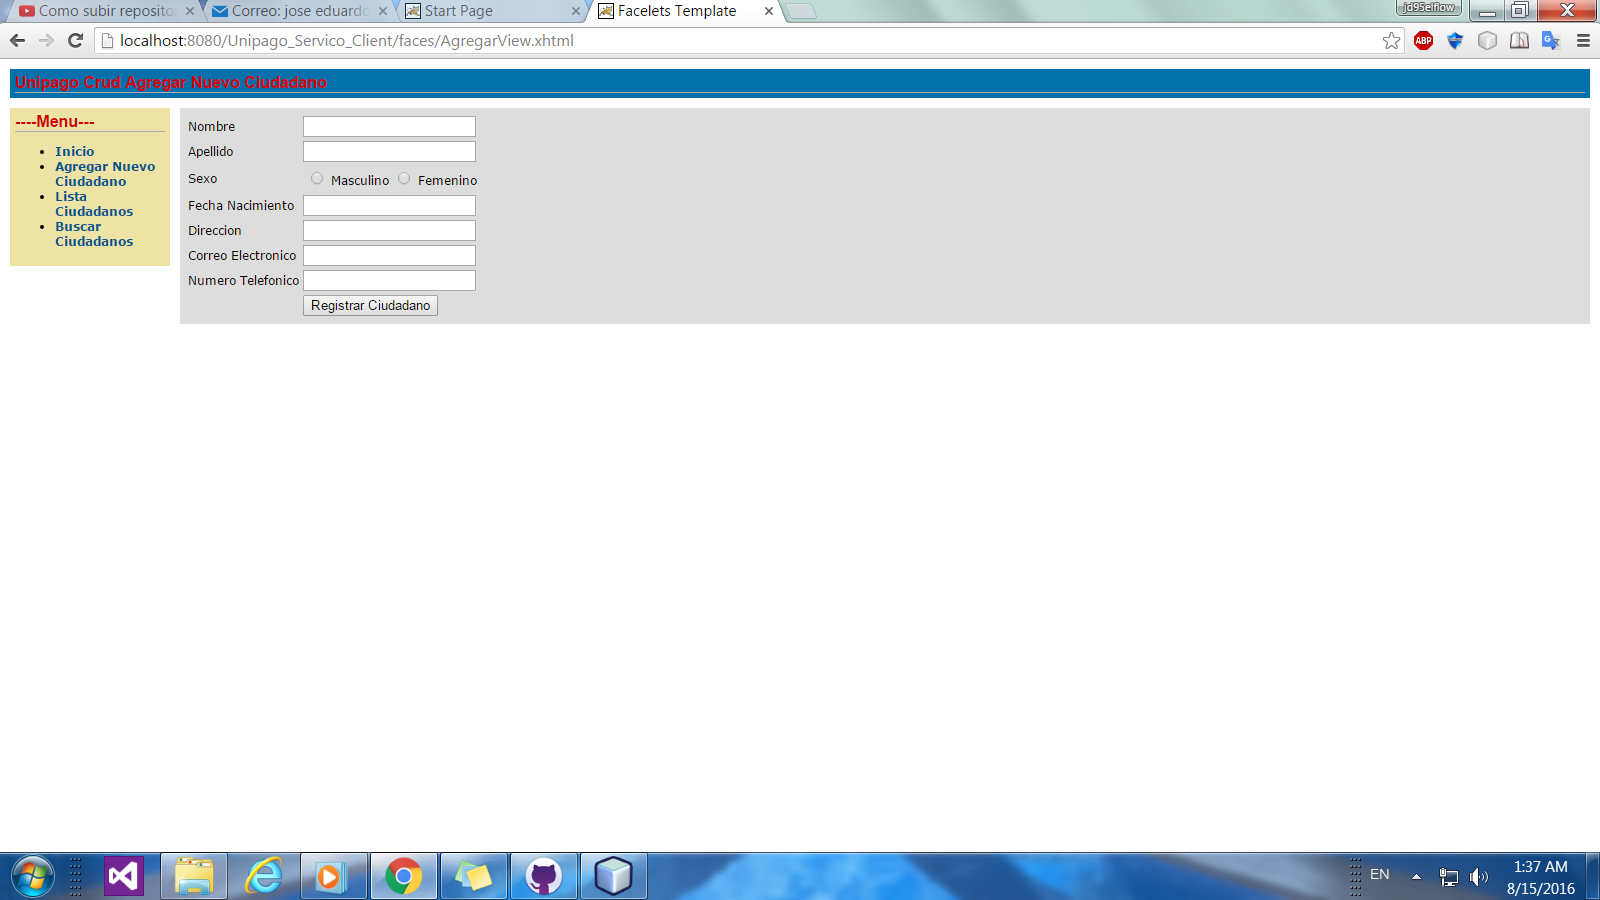 Como subir reposito
Correo: jose eduardo
Start Page
Facelets Template
jd95elflow
localhost:8080/Unipago_Servico_Client/faces/AgregarView.xhtml
ABP
Unipago Crud Agregar Nuevo Ciudadano
----Menu---
Inicio
Agregar Nuevo
Ciudadano
Lista
Ciudadanos
Buscar
Ciudadanos
Nombre
Apellido
Sexo Masculino Femenino
Fecha Nacimiento
Direccion
Correo Electronico
Numero Telefonico
Registrar Ciudadano
EN
1:37 AM
8/15/2016